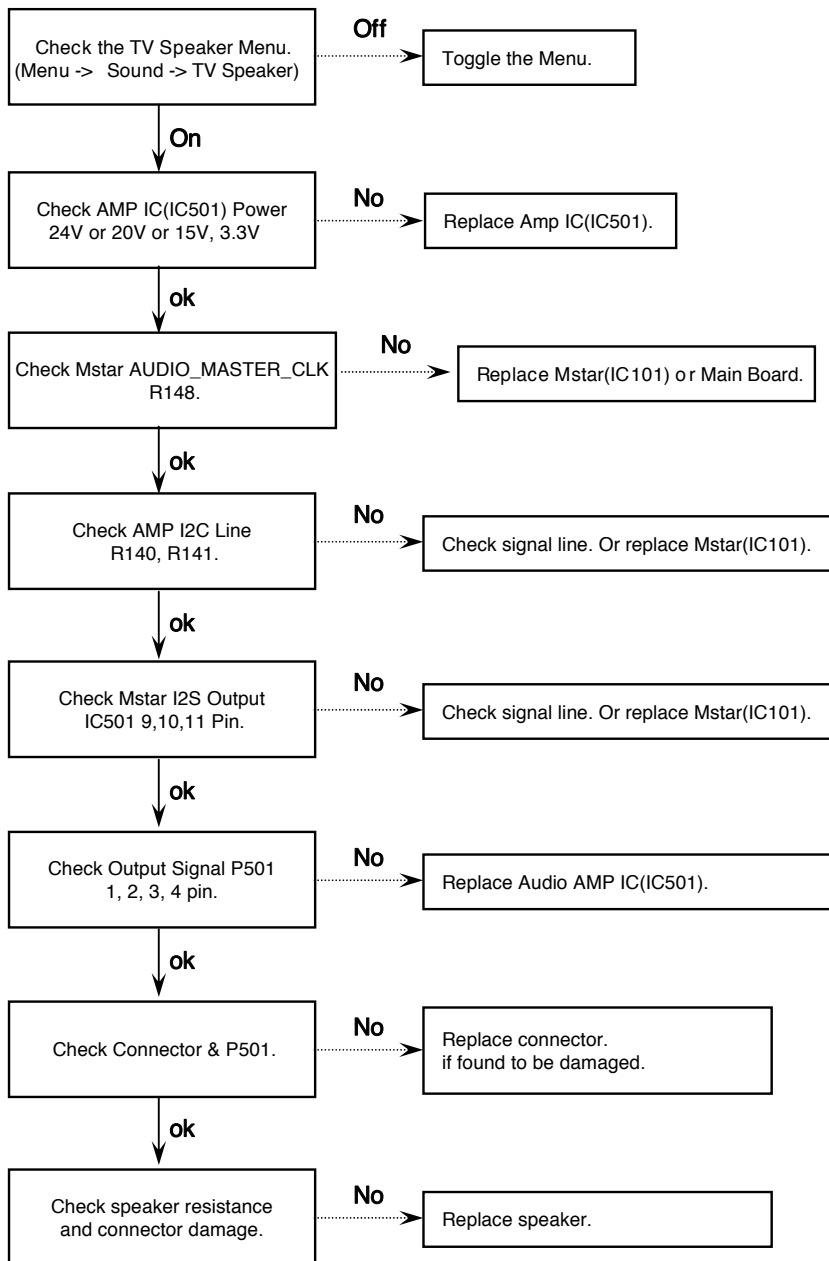 Check the TV Speaker Menu.
(Menu -> Sound -> TV Speaker)
Off
Toggle the Menu.
On
Check AMP IC(IC501) Power
24V or 20V or 15V, 3.3V
No
Replace Amp IC(IC501).
ok
Check Mstar AUDIO_MASTER_CLK
R148.
No
Replace Mstar(IC101) or Main Board.
ok
Check AMP I2C Line
R140, R141.
No
Check signal line. Or replace Mstar(IC101).
ok
Check Mstar I2S Output
IC501 9,10,11 Pin.
No
Check signal line. Or replace Mstar(IC101).
ok
Check Output Signal P501
1, 2, 3, 4 pin.
No
Replace Audio AMP IC(IC501).
ok
Check Connector & P501.
No
Replace connector.
if found to be damaged.
ok
Check speaker resistance
and connector damage.
No
Replace speaker.